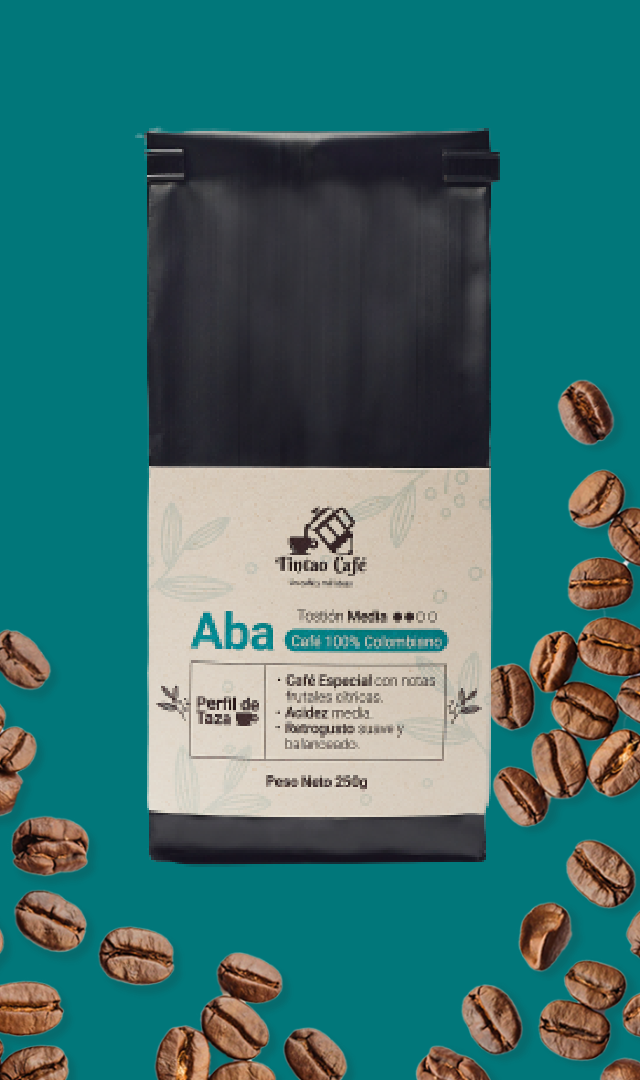 Tintao Café
Tostión Media
Aba
Café 100% Colombiano
Perfil de
Taza
• Café Especial con notas
frutales cítricas.
• Acidez media.
• Retrogusto suave y
balanceado.
Peso Neto 250g